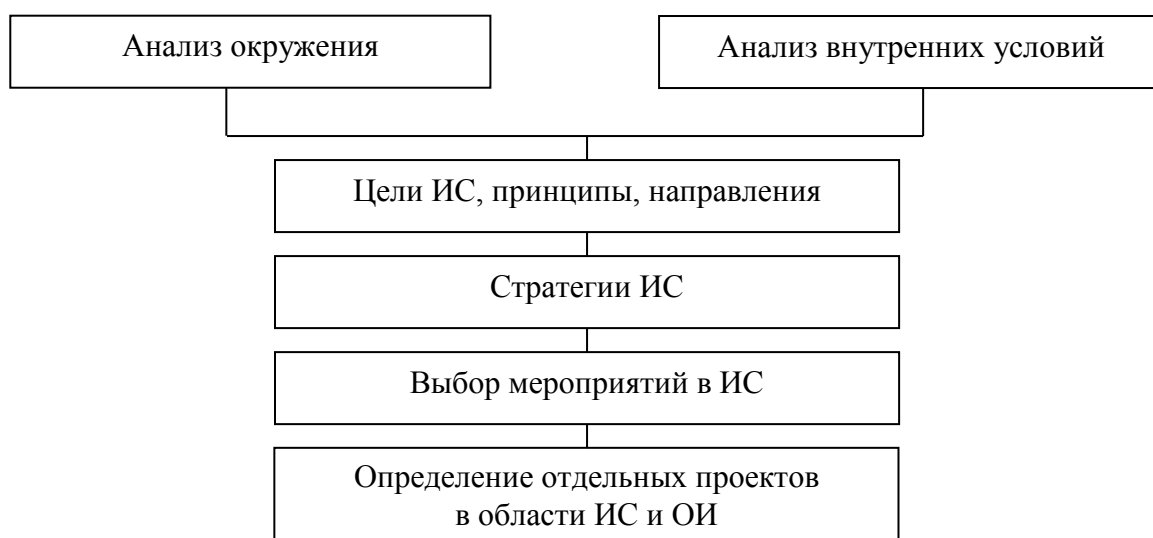 Анализ окружения
Анализ внутренних условий
Цели ИС, принципы, направления
Стратегии ИС
Выбор мероприятий в ИС
Определение отдельных проектов
в области ИС и ОИ